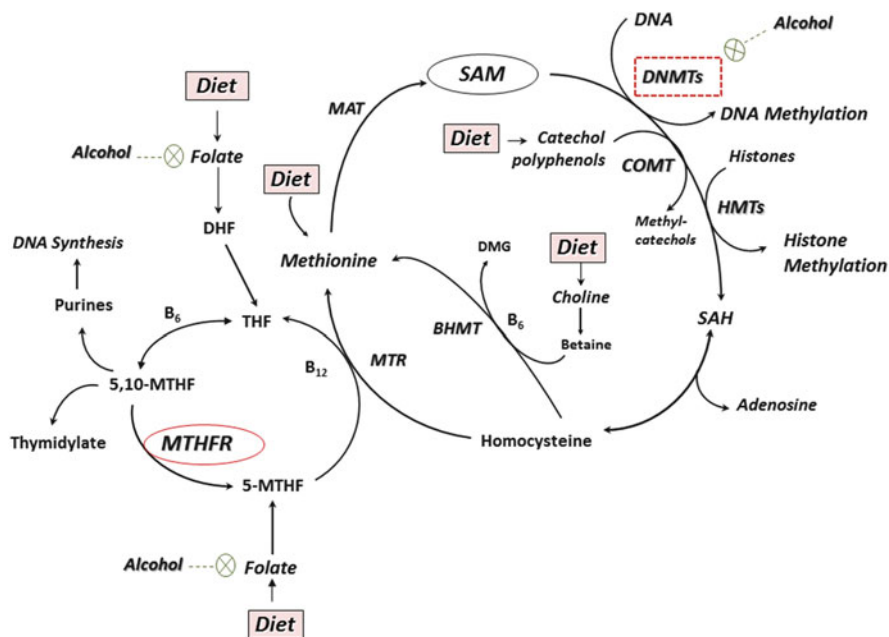 DNA
Alcohol
SAM
DNMTs
Diet
MAT
DNA Methylation
Diet
Catechol
polyphenols
Histones
Alcohol
Folate
COMT
Diet
HMTs
Methyl-
catechols
DHF
DNA Synthesis
Methionine
DMG
Diet
Histone
Methylation
Choline
Purines
B6
THF
BHMT
B6
SAH
Betaine
MTR
B12
5,10-MTHF
Adenosine
Thymidylate
MTHFR
Homocysteine
5-MTHF
Alcohol
Folate
Diet